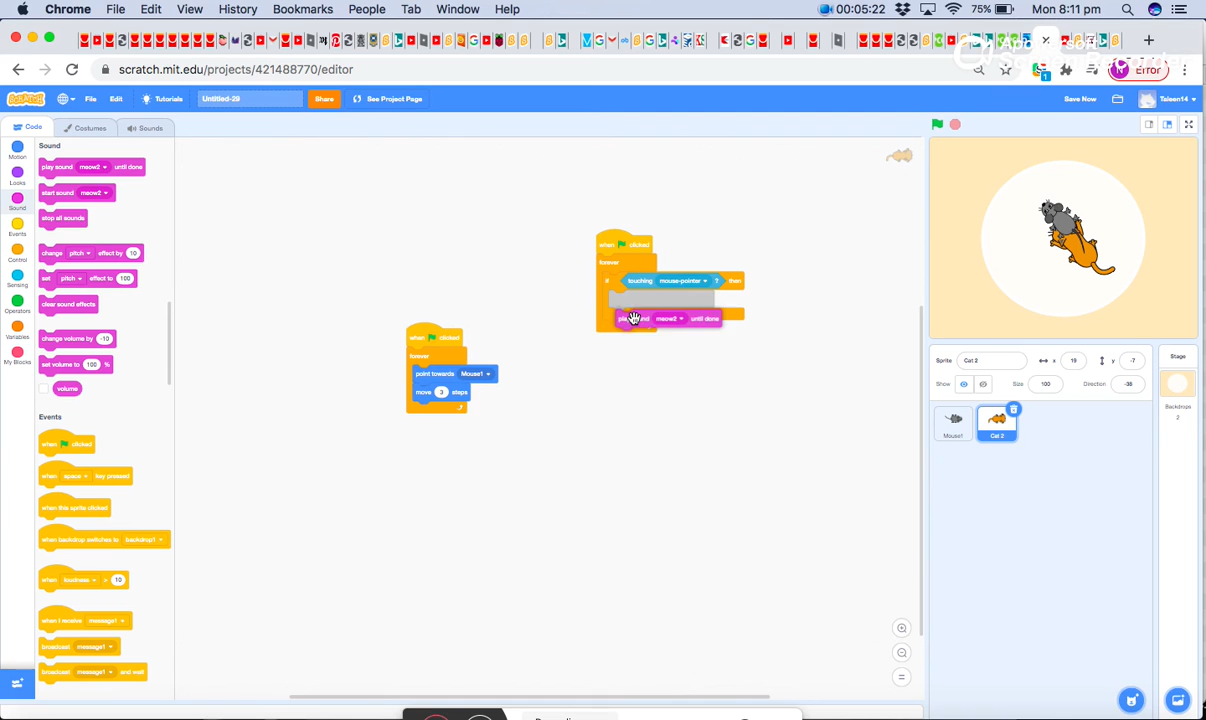 Chrome File Edit View History Bookmarks People Tab Window Help
00:05:22 75% Mon 8:11 pm
scratch.mit.edu/projects/421488770/editor
1 N Error
SCRATCH File Edit Tutorials Untitled-29 Share See Project Page Save Now Taleen14
Code Costumes Sounds
Motion
Looks
Sound
Events
Control
Sensing
Operators
Variables
My Blocks
Sound
play sound meow2 until done
start sound meow2
stop all sounds
change pitch effect by 10
set pitch effect to 100
clear sound effects
change volume by -10
set volume to 100 %
volume
Events
when clicked
when space key pressed
when this sprite clicked
when backdrop switches to backdrop1
when loudness > 10
when I receive message1
broadcast message1
broadcast message1 and wait
when clicked
forever
point towards Mouse1
move 3 steps
when clicked
forever
if touching mouse-pointer ? then
meow2 until done
Sprite Cat 2 x 19 y -7
Show Size 100 Direction
Mouse1
Cat 2
Stage
Backdrops
2